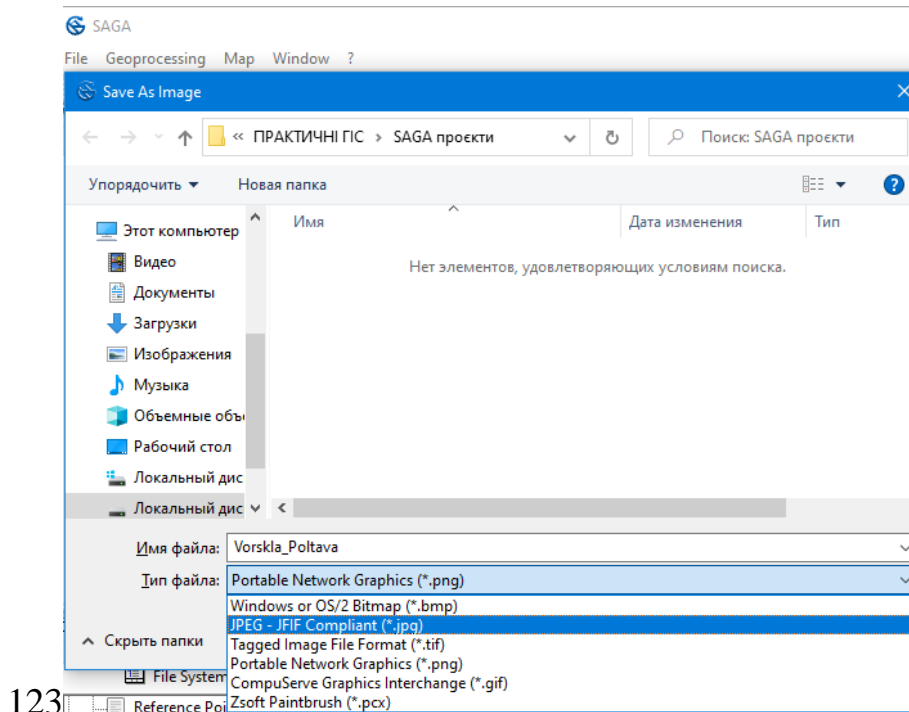 SAGA
File Geoprocessing Map Window ?
Save As Image
« ПРАКТИЧНІ ГІС › SAGA проєкти
Поиск: SAGA проєкти
Упорядочить
Новая папка
Имя
Дата изменения
Тип
Этот компьютер
Видео
Документы
Загрузки
Изображения
Музыка
Объемные объ
Рабочий стол
Локальный дис
Локальный дис
Нет элементов, удовлетворяющих условиям поиска.
Имя файла: Vorskla_Poltava
Тип файла: Portable Network Graphics (*.png)
Windows or OS/2 Bitmap (*.bmp)
JPEG - JFIF Compliant (*.jpg)
Tagged Image File Format (*.tif)
Portable Network Graphics (*.png)
CompuServe Graphics Interchange (*.gif)
Zsoft Paintbrush (*.pcx)
Скрыть папки
File System
Reference Poi
123